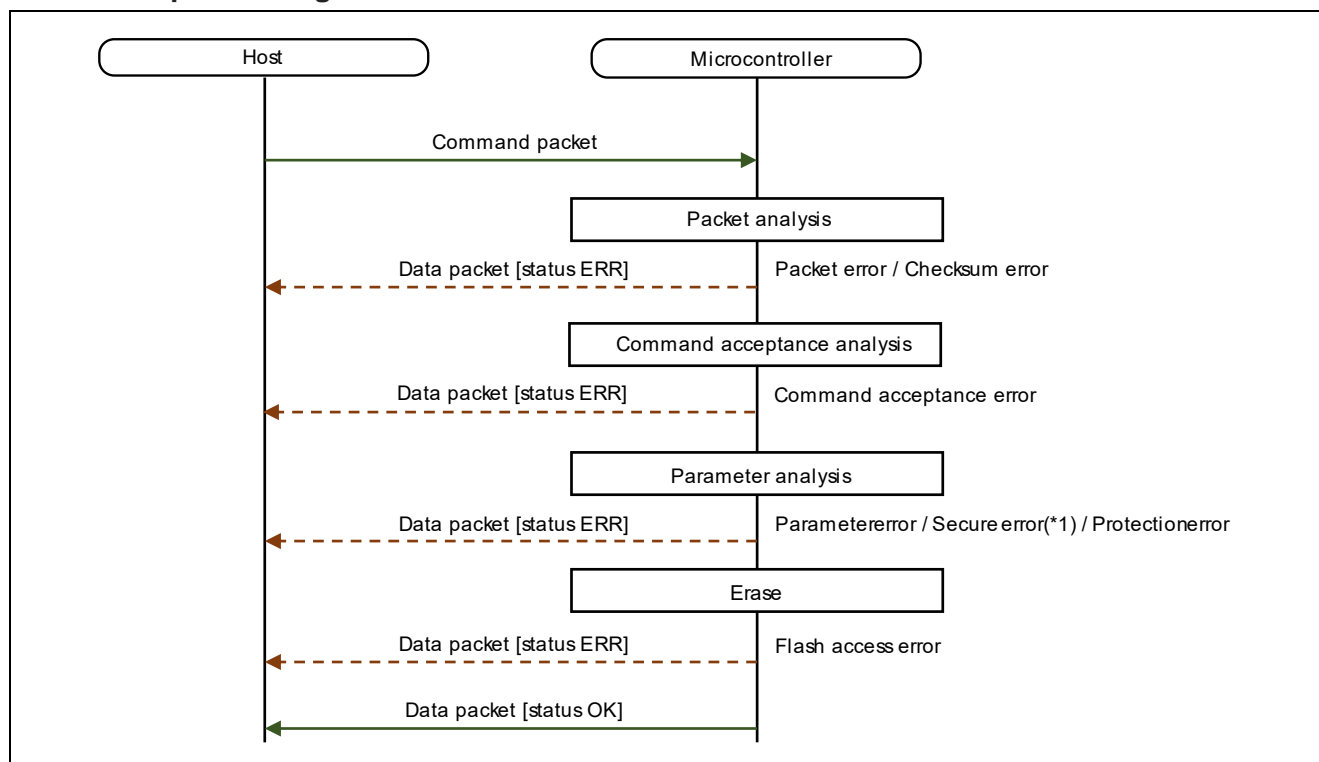 Host
Microcontroller
Command packet
Packet analysis
Data packet [status ERR]
Packet error / Checksum error
Command acceptance analysis
Data packet [status ERR]
Command acceptance error
Parameter analysis
Data packet [status ERR]
Parametererror / Secure error(*1) / Protectionerror
Erase
Data packet [status ERR]
Flash access error
Data packet [status OK]